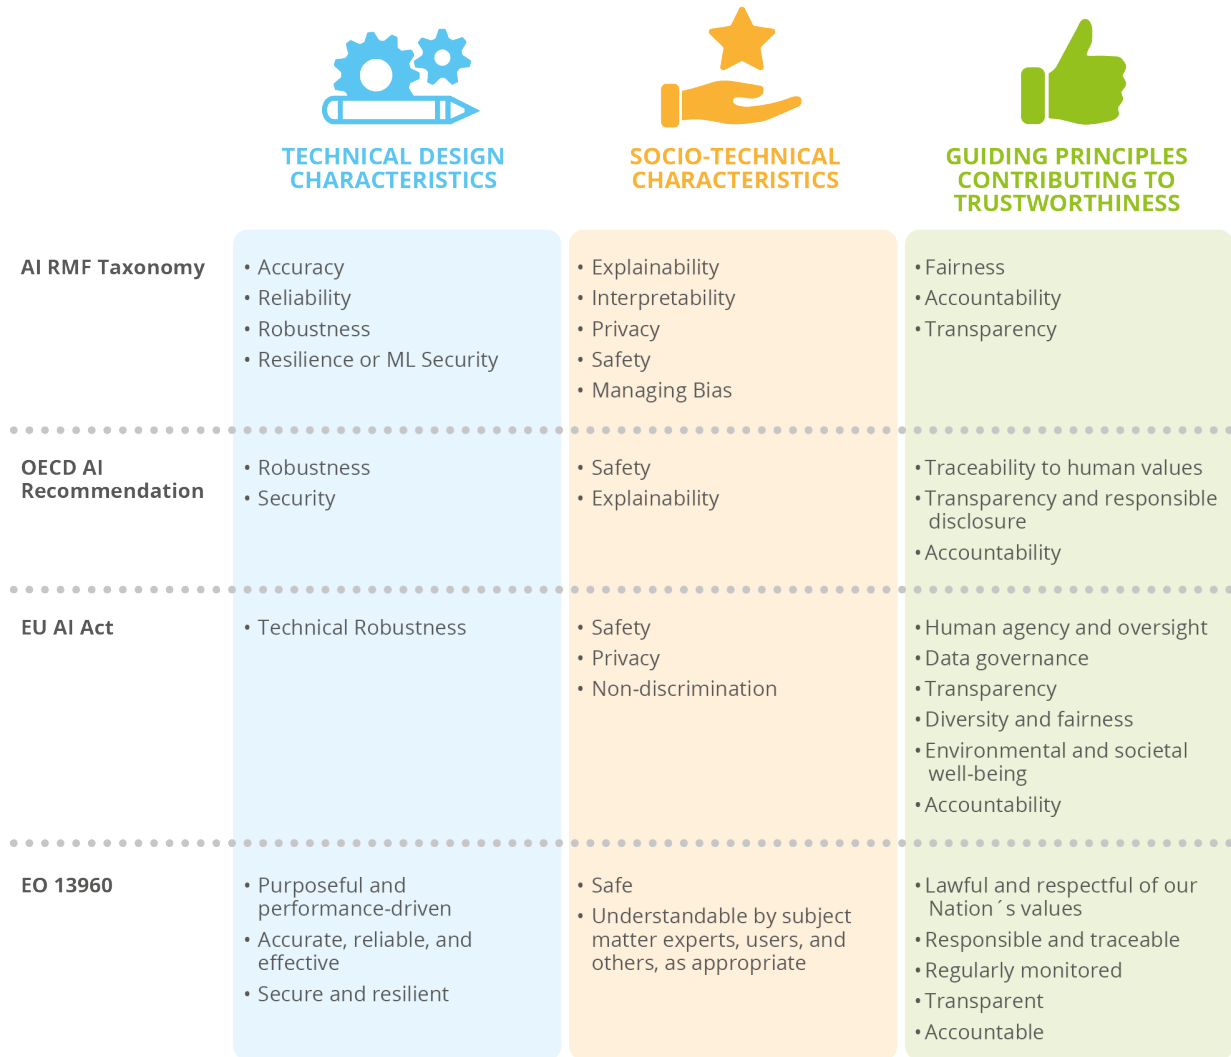 TECHNICAL DESIGN
CHARACTERISTICS
SOCIO-TECHNICAL
CHARACTERISTICS
GUIDING PRINCIPLES
CONTRIBUTING TO
TRUSTWORTHINESS
AI RMF Taxonomy
• Accuracy
• Reliability
• Robustness
• Resilience or ML Security
• Explainability
• Interpretability
• Privacy
• Safety
• Managing Bias
• Fairness
• Accountability
• Transparency
OECD AI
Recommendation
• Robustness
• Security
• Safety
• Explainability
• Traceability to human values
• Transparency and responsible
disclosure
• Accountability
EU AI Act
• Technical Robustness
• Safety
• Privacy
• Non-discrimination
• Human agency and oversight
• Data governance
• Transparency
• Diversity and fairness
• Environmental and societal
well-being
• Accountability
EO 13960
• Purposeful and
performance-driven
• Accurate, reliable, and
effective
• Secure and resilient
• Safe
• Understandable by subject
matter experts, users, and
others, as appropriate
• Lawful and respectful of our
Nation´s values
• Responsible and traceable
• Regularly monitored
• Transparent
• Accountable